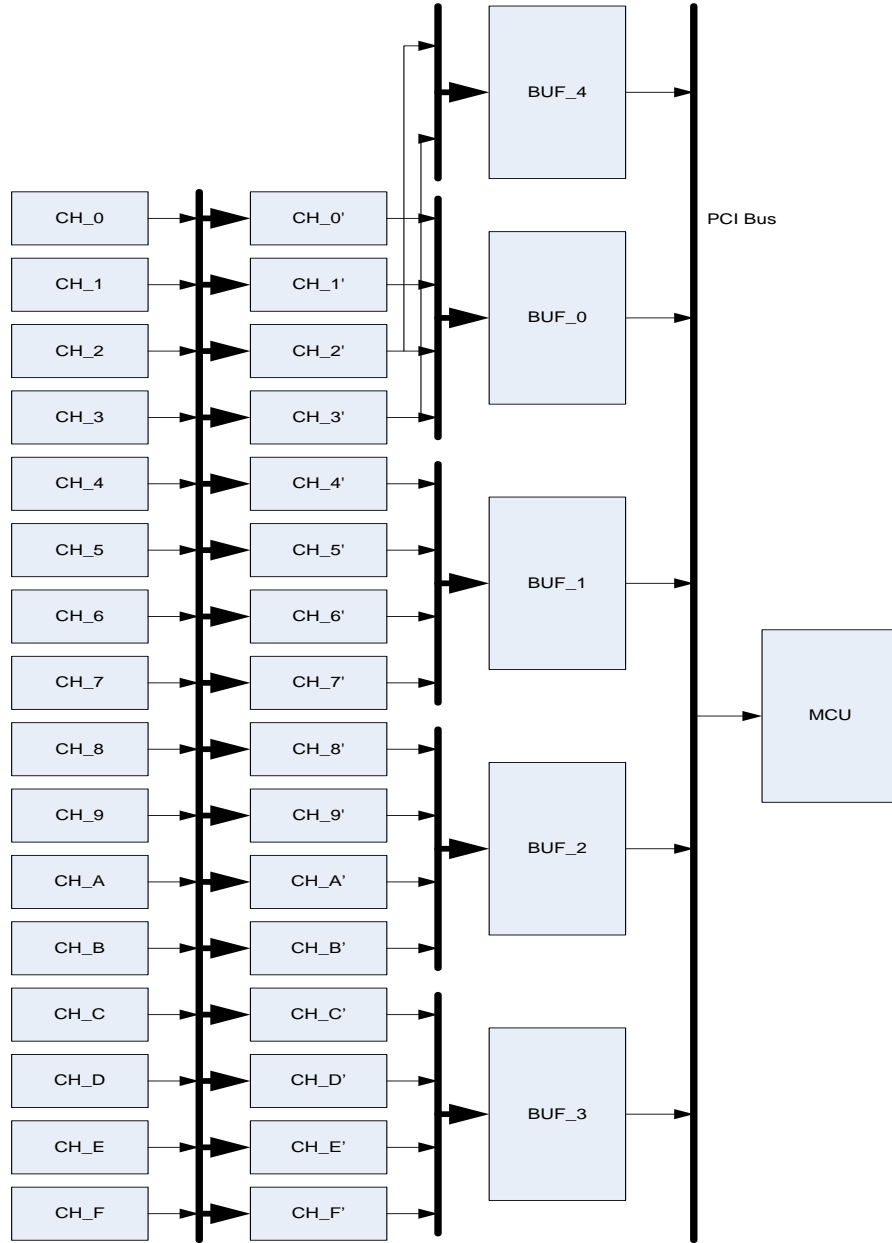 BUF_4
CH_0
CH_0'
PCI Bus
CH_1
CH_1'
BUF_0
CH_2
CH_2'
CH_3
CH_3'
CH_4
CH_4'
CH_5
CH_5'
BUF_1
CH_6
CH_6'
CH_7
CH_7'
MCU
CH_8
CH_8'
CH_9
CH_9'
BUF_2
CH_A
CH_A’
CH_B
CH_B’
CH_C
CH_C’
CH_D
CH_D’
BUF_3
CH_E
CH_E’
CH_F
CH_F’